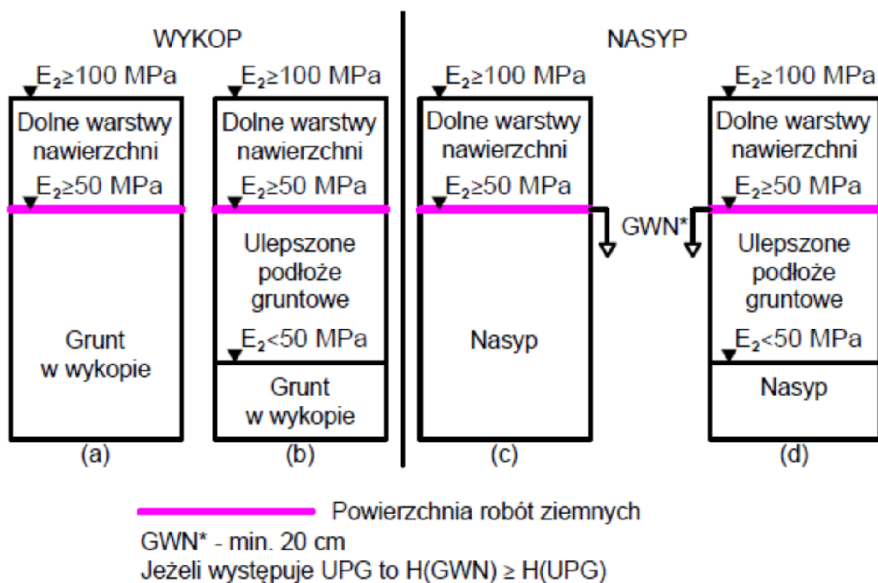 WYKOP
NASYP
E₂≥100 MPa
E₂≥100 MPa
E₂≥100 MPa
E₂≥100 MPa
Dolne warstwy
nawierzchni
Dolne warstwy
nawierzchni
Dolne warstwy
nawierzchni
Dolne warstwy
nawierzchni
E₂≥50 MPa
E₂≥50 MPa
E₂≥50 MPa
E₂≥50 MPa
GWN*
Grunt
w wykopie
Ulepszone
podłoże
gruntowe
Nasyp
Ulepszone
podłoże
gruntowe
E₂<50 MPa
E₂<50 MPa
Grunt
w wykopie
Nasyp
(a)
(b)
(c)
(d)
Powierzchnia robót ziemnych
GWN* - min. 20 cm
Jeżeli występuje UPG to H(GWN) ≥ H(UPG)